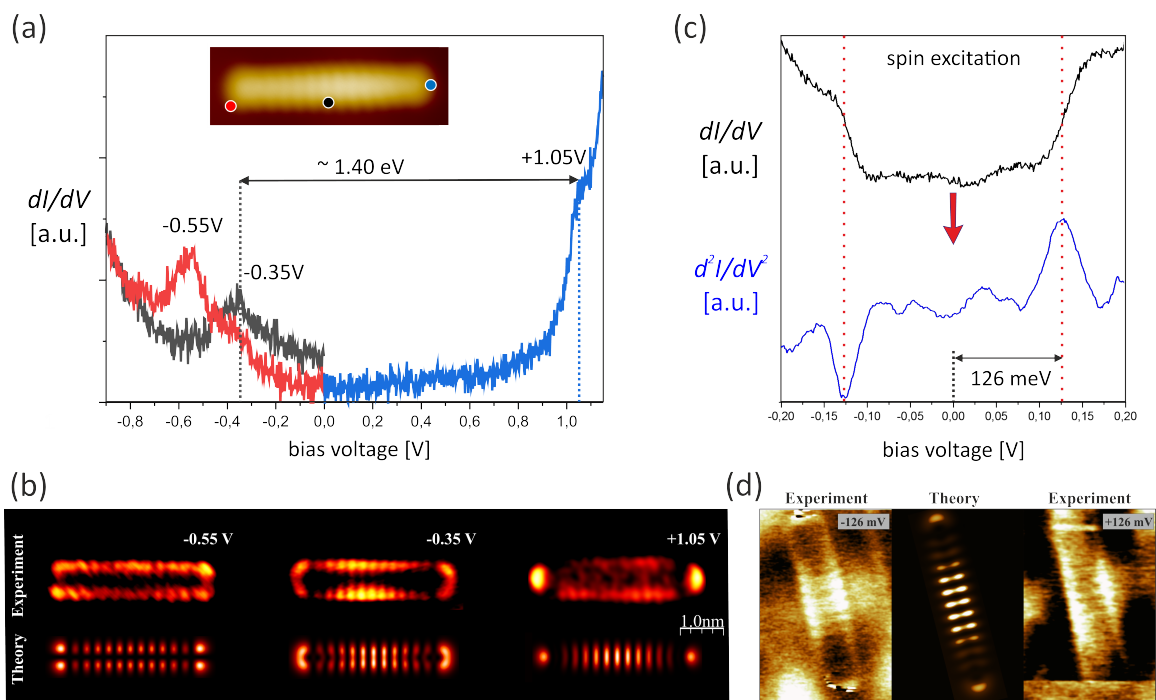 (a)
~ 1.40 eV
+1.05V
dI/dV
[a.u.]
-0.55V
-0.35V
-0,8 -0,6 -0,4 -0,2 0,0 0,2 0,4 0,6 0,8 1,0
bias voltage [V]
(c)
spin excitation
dI/dV
[a.u.]
d²I/dV²
[a.u.]
126 meV
-0,20 -0,15 -0,10 -0,05 0,00 0,05 0,10 0,15 0,20
bias voltage [V]
(b)
Experiment
-0.55 V
-0.35 V
+1.05 V
1.0nm
Theory
(d)
Experiment Theory Experiment
-126 mV
+126 mV